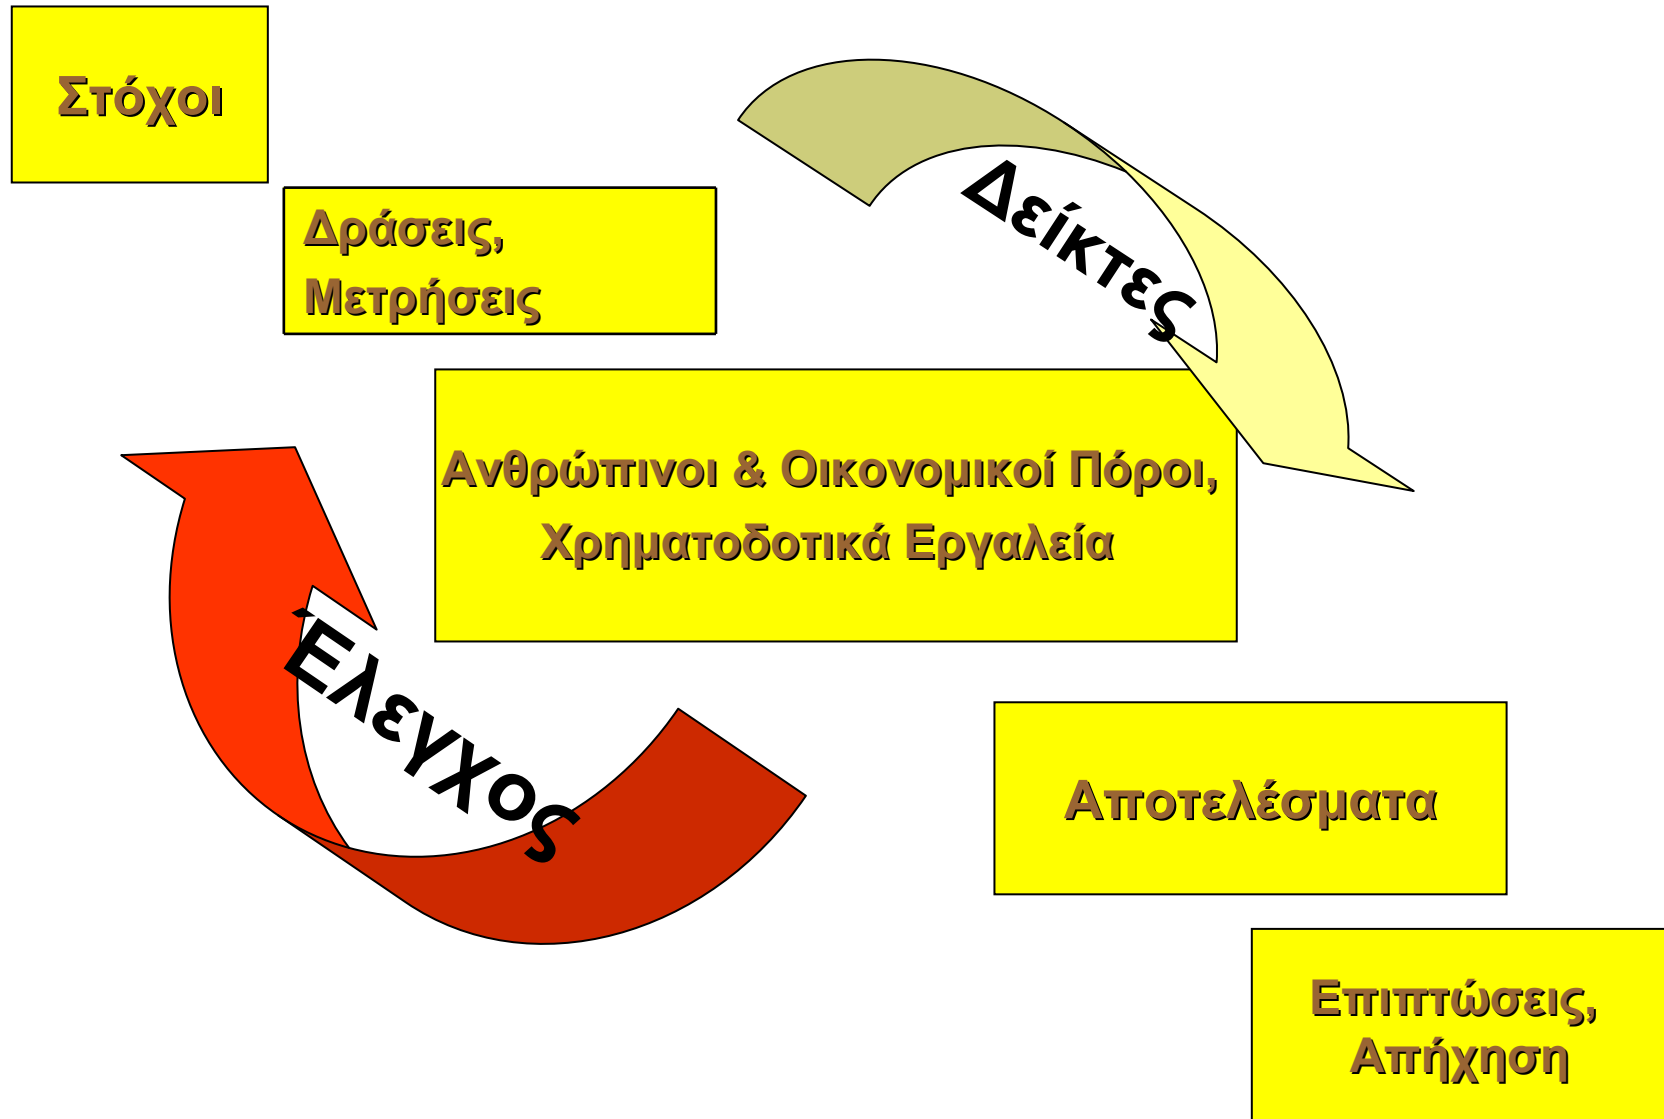 Στόχοι
Δράσεις,
Μετρήσεις
Δείκτες
Ανθρώπινοι & Οικονομικοί Πόροι,
Χρηματοδοτικά Εργαλεία
Έλεγχος
Αποτελέσματα
Επιπτώσεις,
Απήχηση